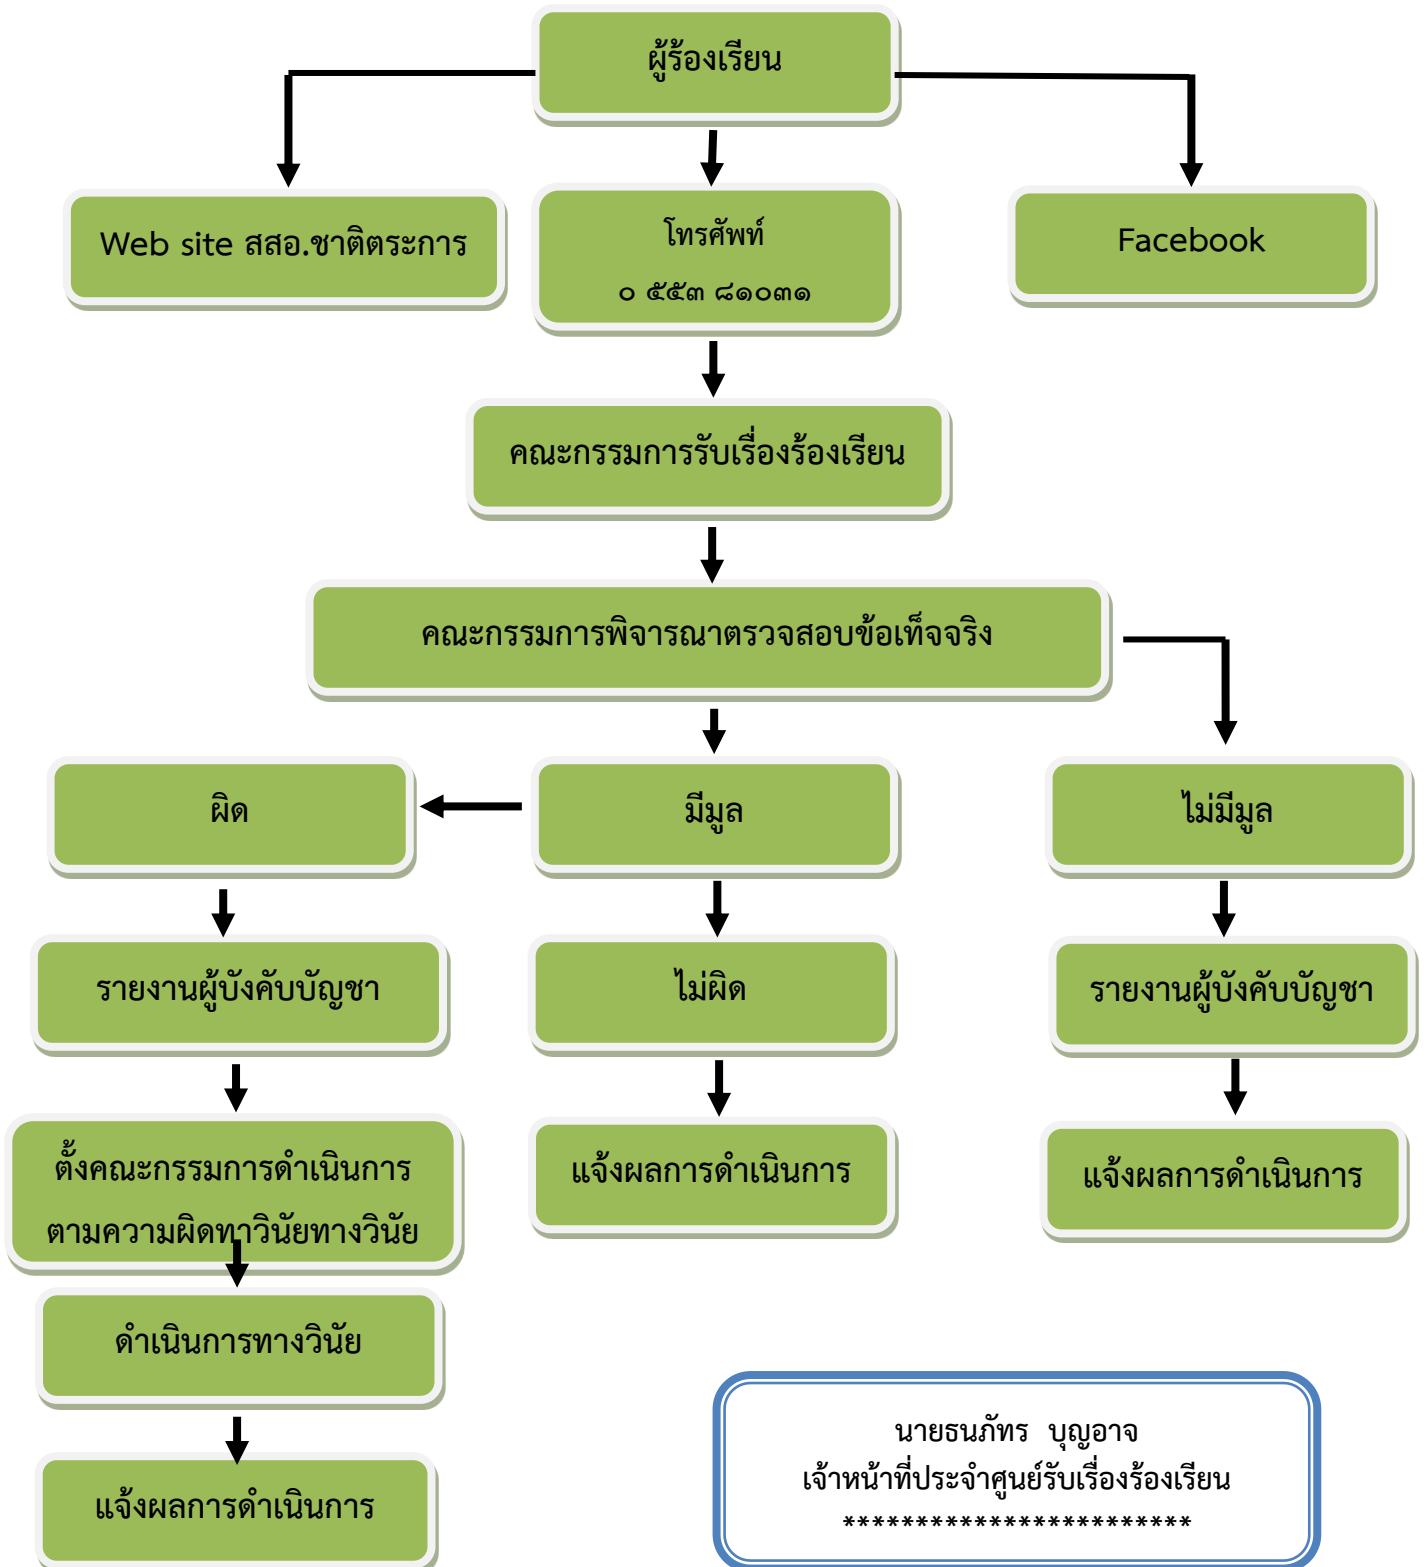 ผู้ร้องเรียน
Web site สสอ.ชาติตระการ
โทรศัพท์
๐ ๕๕๓ ๘๑๐๓๑
Facebook
คณะกรรมการรับเรื่องร้องเรียน
คณะกรรมการพิจารณาตรวจสอบข้อเท็จจริง
ผิด
มีมูล
ไม่มีมูล
รายงานผู้บังคับบัญชา
ไม่ผิด
รายงานผู้บังคับบัญชา
ตั้งคณะกรรมการดำเนินการ
ตามความผิดทาวินัยทางวินัย
แจ้งผลการดำเนินการ
แจ้งผลการดำเนินการ
ดำเนินการทางวินัย
แจ้งผลการดำเนินการ
นายธนภัทร  บุญอาจ
เจ้าหน้าที่ประจำศูนย์รับเรื่องร้องเรียน
************************